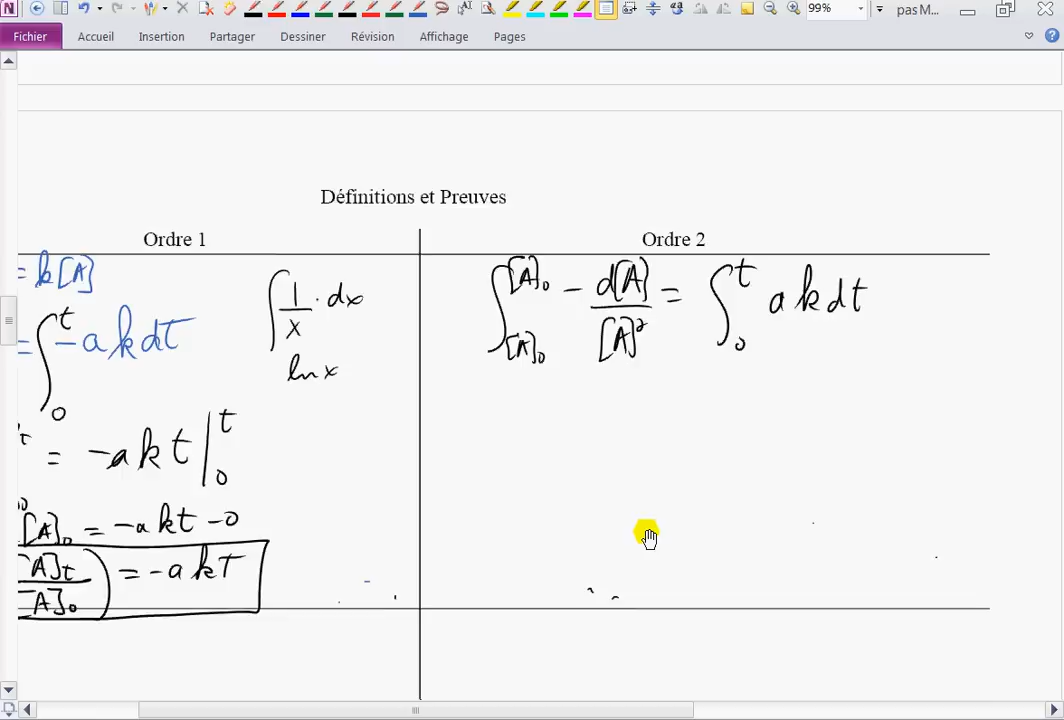 99%
pas M...
Fichier Accueil Insertion Partager Dessiner Révision Affichage Pages
Définitions et Preuves
Ordre 1
= k[A]
= ∫₀ᵗ -akdt
∫ 1/x · dx
ln x
t = -akt |₀ᵗ
[A]₀ = -akt - 0
[A]t / [A]₀ ) = -akT
Ordre 2
∫_{[A]₀}^{[A]₀} - d[A]/[A]² = ∫₀ᵗ akdt